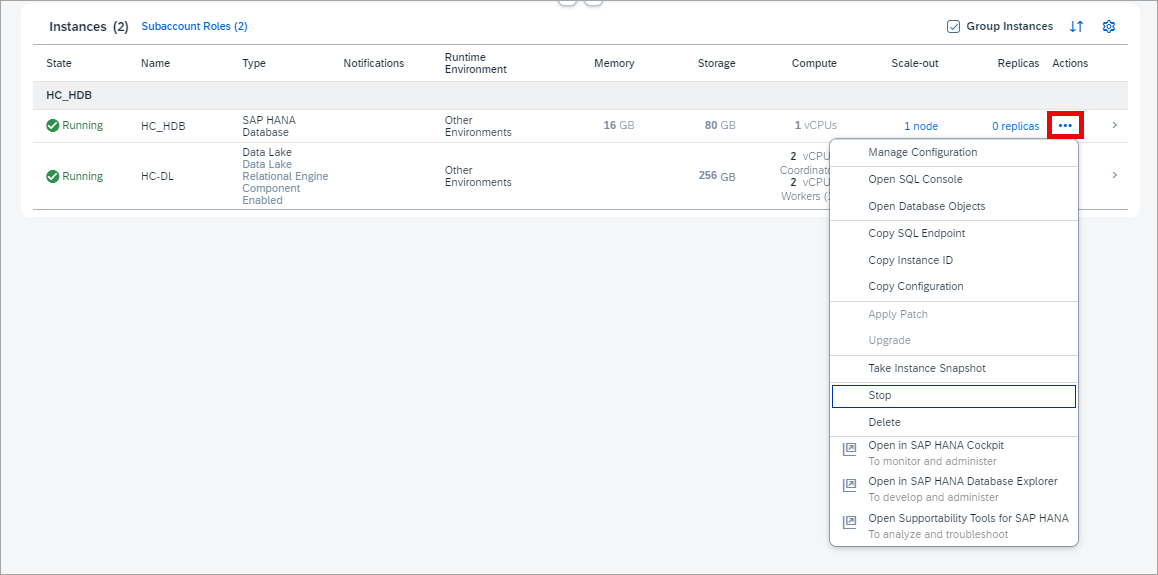 Instances (2) Subaccount Roles (2) Group Instances
State Name Type Notifications Runtime Environment Memory Storage Compute Scale-out Replicas Actions
HC_HDB
Running HC_HDB SAP HANA Database Other Environments 16 GB 80 GB 1 vCPUs 1 node 0 replicas
Running HC-DL Data Lake
Data Lake
Relational Engine
Component
Enabled
Other
Environments
256 GB
2 vCPU
2 vCPU
Workers (
Manage Configuration
Open SQL Console
Open Database Objects
Copy SQL Endpoint
Copy Instance ID
Copy Configuration
Apply Patch
Upgrade
Take Instance Snapshot
Stop
Delete
Open in SAP HANA Cockpit
To monitor and administer
Open in SAP HANA Database Explorer
To develop and administer
Open Supportability Tools for SAP HANA
To analyze and troubleshoot